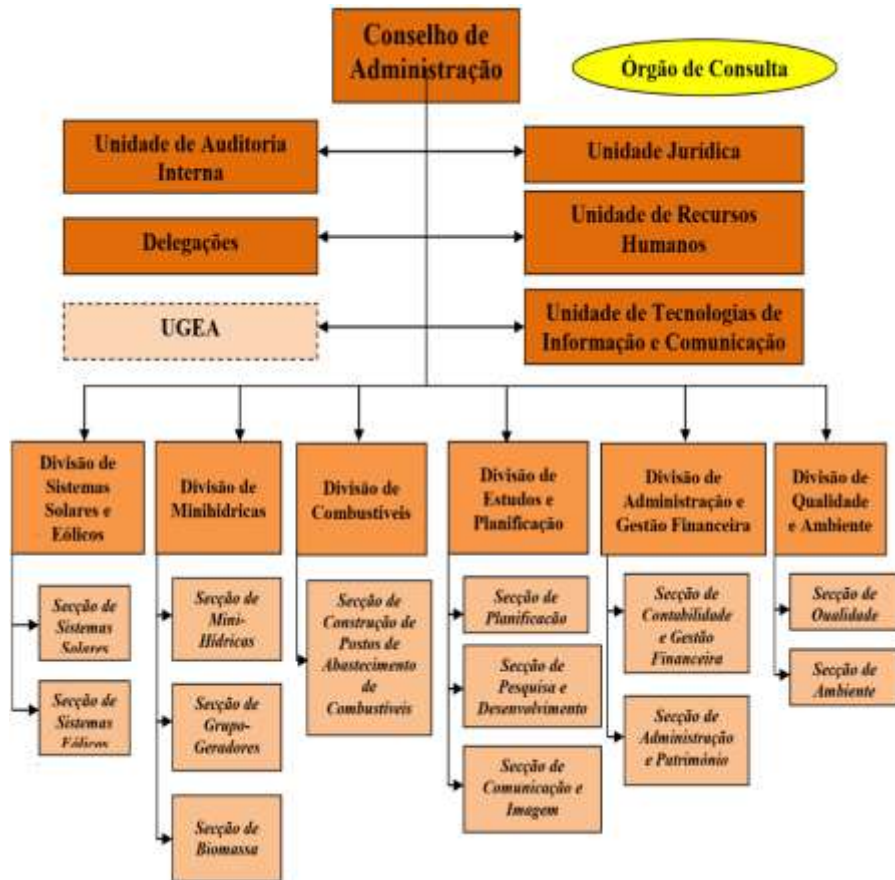 Conselho de
Administração
Órgão de Consulta
Unidade de Auditoria
Interna
Unidade Jurídica
Delegações
Unidade de Recursos
Humanos
UGEA
Unidade de Tecnologias de
Informação e Comunicação
Divisão de
Sistemas
Solares e
Eólicos
Divisão de
Minihídricas
Divisão de
Combustíveis
Divisão de
Estudos e
Planificação
Divisão de
Administração e
Gestão Financeira
Divisão de
Qualidade
e Ambiente
Secção de
Sistemas
Solares
Secção de
Sistemas
Eólicos
Secção de
Mini-
Hídricas
Secção de
Grupo-
Geradores
Secção de
Biomassa
Secção de
Construção de
Postos de
Abastecimento
de
Combustíveis
Secção de
Planificação
Secção de
Pesquisa e
Desenvolvimento
Secção de
Comunicação e
Imagem
Secção de
Contabilidade
e Gestão
Financeira
Secção de
Administração
e Património
Secção de
Qualidade
Secção de
Ambiente